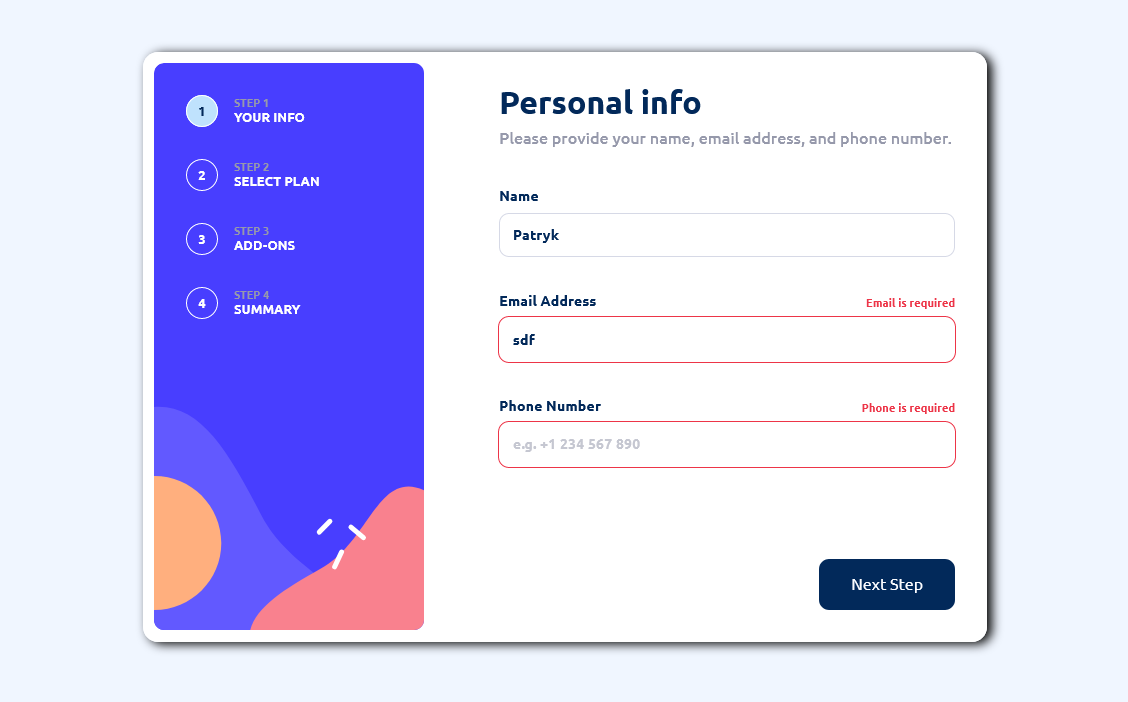 1
STEP 1
YOUR INFO
2
STEP 2
SELECT PLAN
3
STEP 3
ADD-ONS
4
STEP 4
SUMMARY
Personal info
Please provide your name, email address, and phone number.
Name
Patryk
Email Address
Email is required
sdf
Phone Number
Phone is required
e.g. +1 234 567 890
Next Step